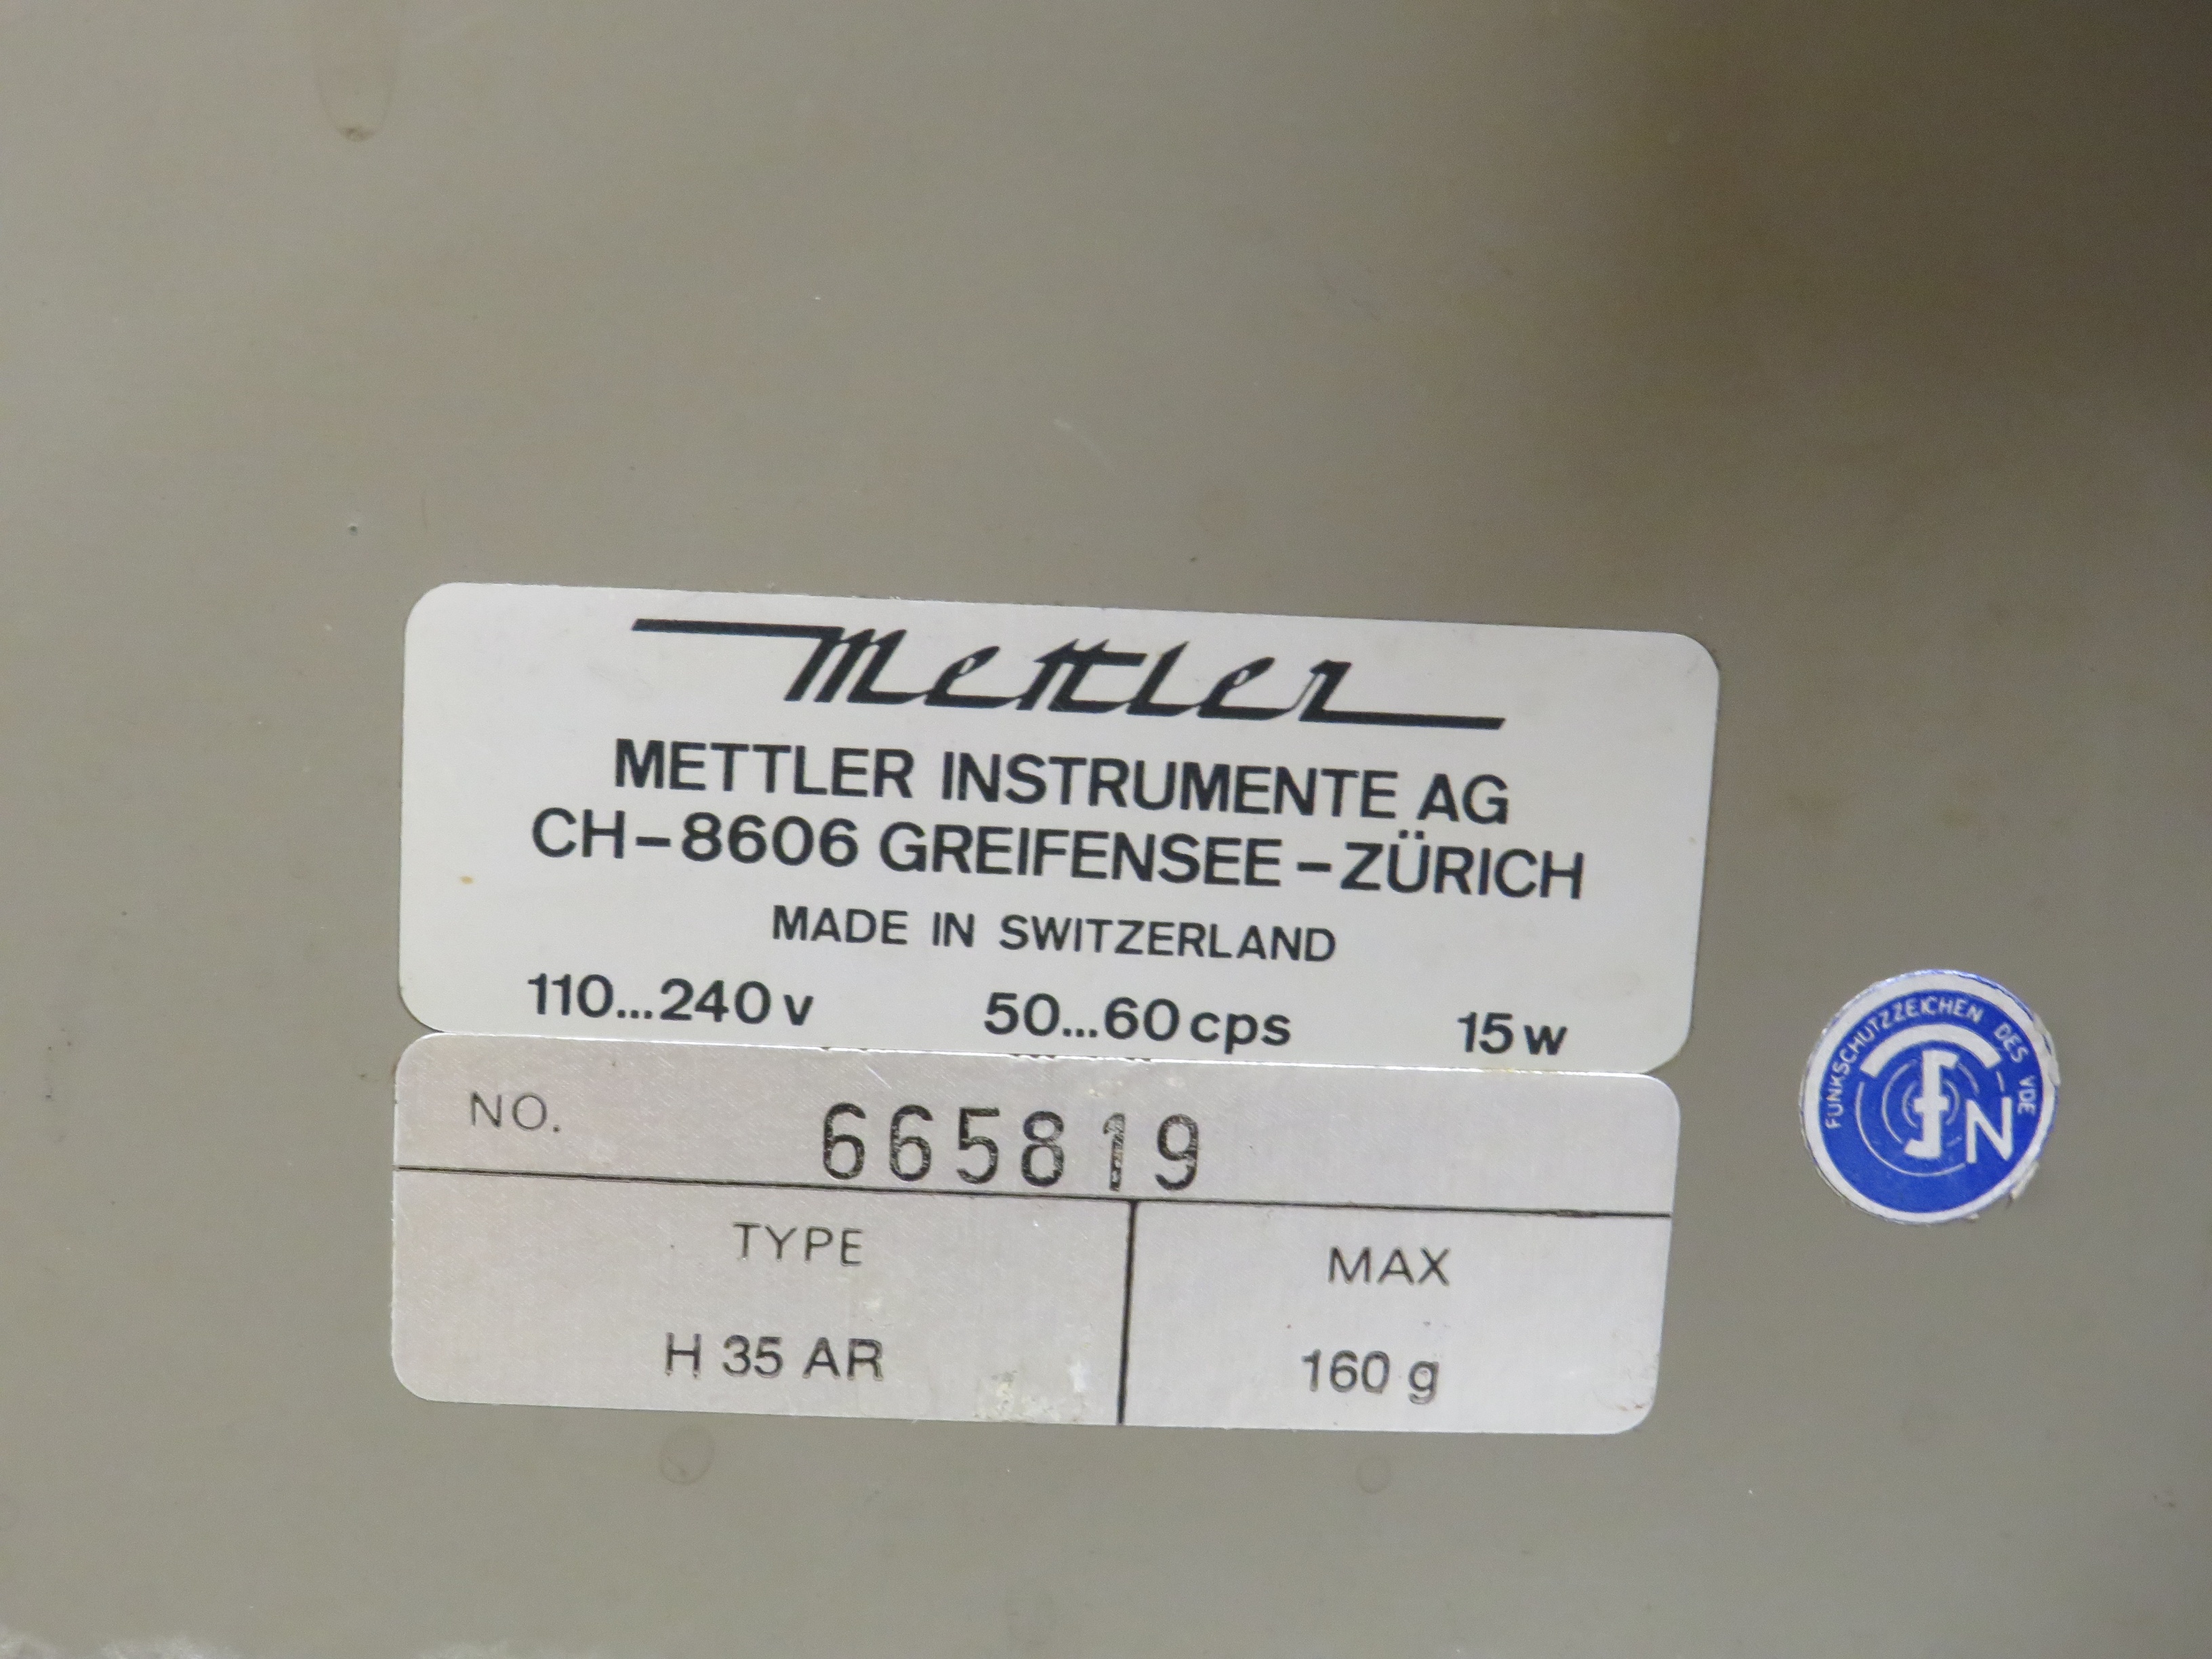 Mettler
METTLER INSTRUMENTE AG
CH-8606 GREIFENSEE-ZÜRICH
MADE IN SWITZERLAND
110...240 v 50...60 cps 15 w
NO. 665819
TYPE MAX
H 35 AR 160 g
FUNKSCHUTZZEICHEN DES VDE
f N